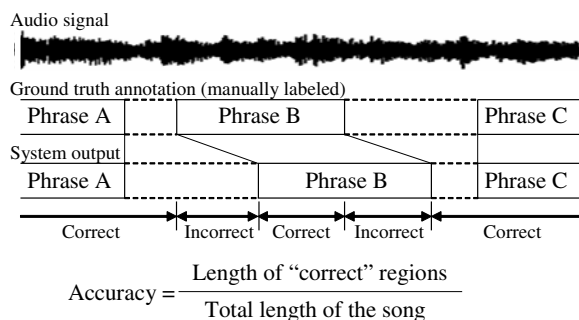 Audio signal
Ground truth annotation (manually labeled)
Phrase A Phrase B Phrase C
System output
Phrase A Phrase B Phrase C
Correct Incorrect Correct Incorrect Correct
Accuracy = Length of “correct” regions
Total length of the song